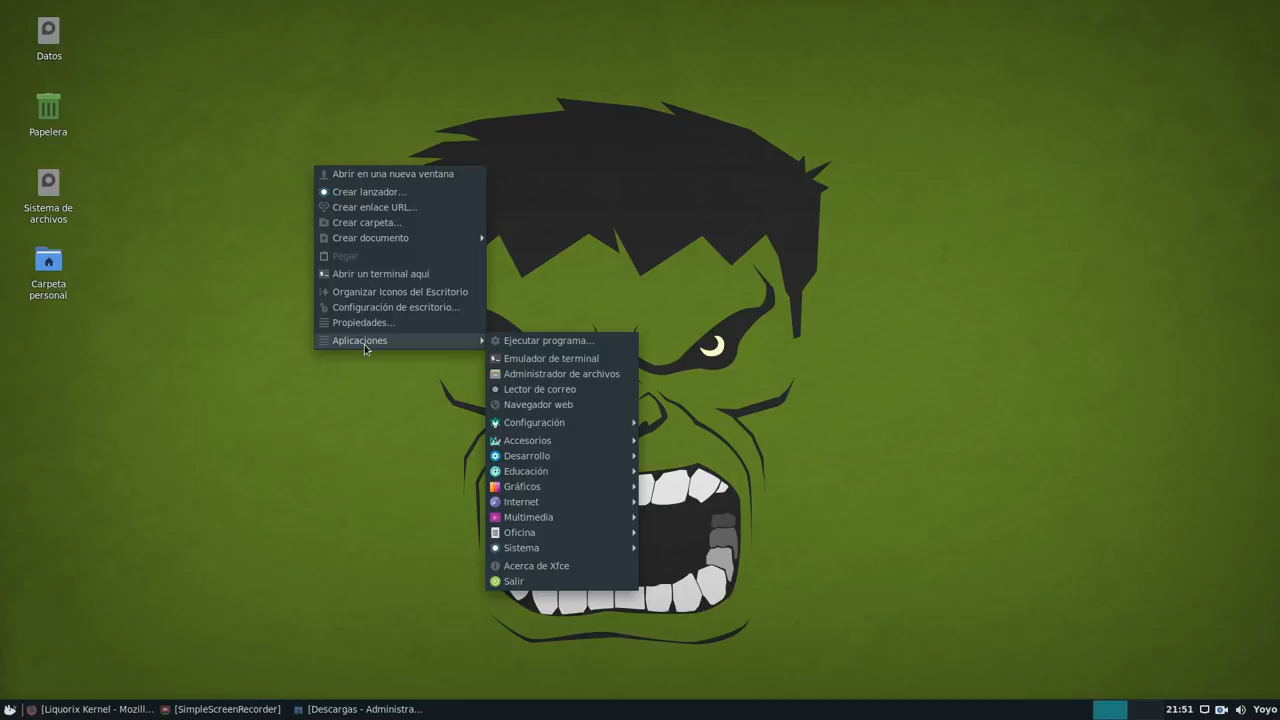 Datos
Papelera
Sistema de
archivos
Carpeta
personal
Abrir en una nueva ventana
Crear lanzador...
Crear enlace URL...
Crear carpeta...
Crear documento
Pegar
Abrir un terminal aquí
Organizar Iconos del Escritorio
Configuración de escritorio...
Propiedades...
Aplicaciones
Ejecutar programa...
Emulador de terminal
Administrador de archivos
Lector de correo
Navegador web
Configuración
Accesorios
Desarrollo
Educación
Gráficos
Internet
Multimedia
Oficina
Sistema
Acerca de Xfce
Salir
[Liquorix Kernel - Mozill... [SimpleScreenRecorder] [Descargas - Administra... 21:51 Yoyo